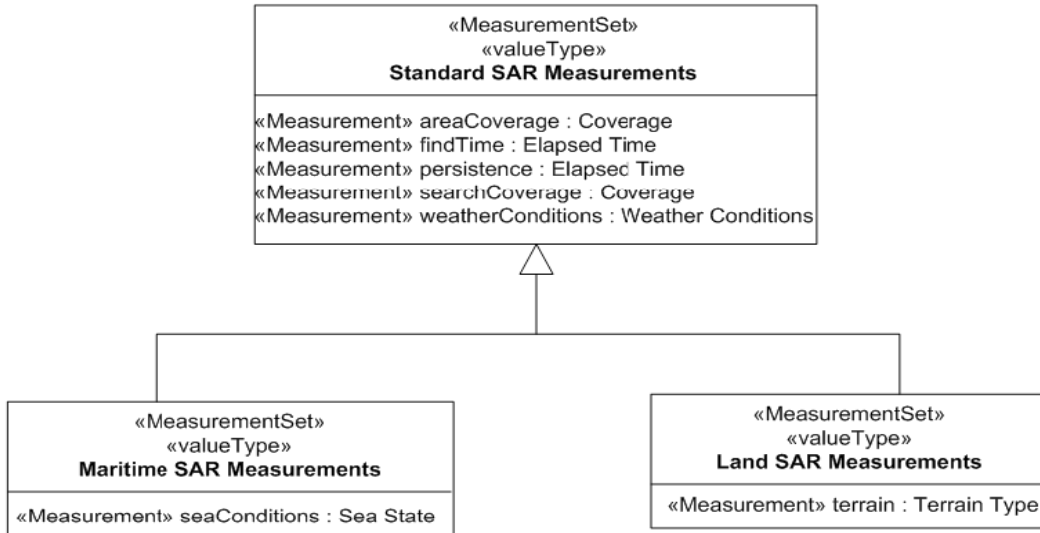 «MeasurementSet»
«valueType»
Standard SAR Measurements
«Measurement» areaCoverage : Coverage
«Measurement» findTime : Elapsed Time
«Measurement» persistence : Elapsed Time
«Measurement» searchCoverage : Coverage
«Measurement» weatherConditions : Weather Conditions
«MeasurementSet»
«valueType»
Maritime SAR Measurements
«Measurement» seaConditions : Sea State
«MeasurementSet»
«valueType»
Land SAR Measurements
«Measurement» terrain : Terrain Type